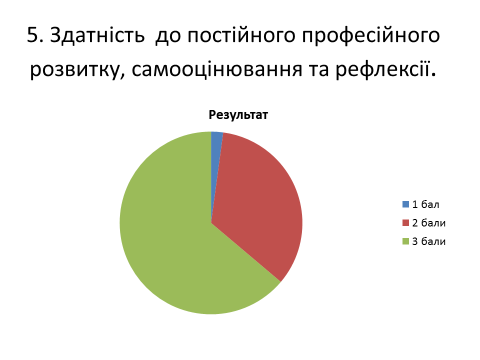 5. Здатність до постійного професійного
розвитку, самооцінювання та рефлексії.
Результат
1 бал
2 бали
3 бали